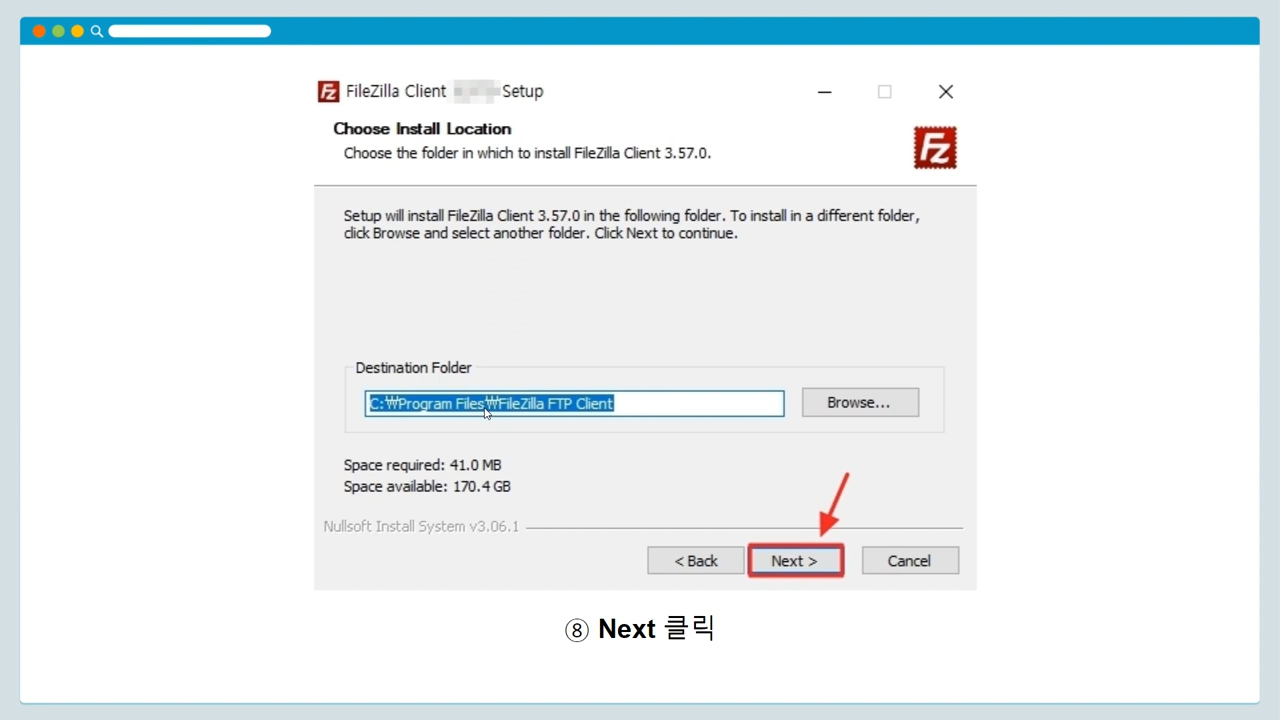 FileZilla Client Setup
Choose Install Location
Choose the folder in which to install FileZilla Client 3.57.0.
Fz
Setup will install FileZilla Client 3.57.0 in the following folder. To install in a different folder,
click Browse and select another folder. Click Next to continue.
Destination Folder
C:₩Program Files₩FileZilla FTP Client
Browse...
Space required: 41.0 MB
Space available: 170.4 GB
Nullsoft Install System v3.06.1
< Back
Next >
Cancel
⑧ Next 클릭